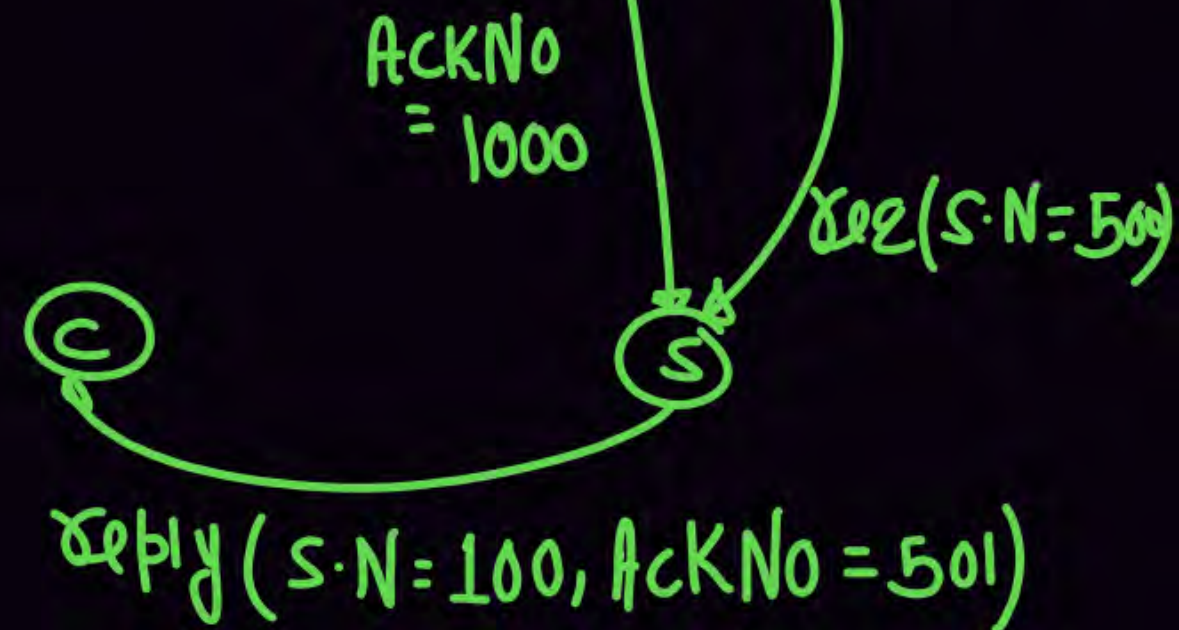 ACKNO
= 1000
req(S.N=500)
C
S
reply (S.N=100, ACKNO=501)